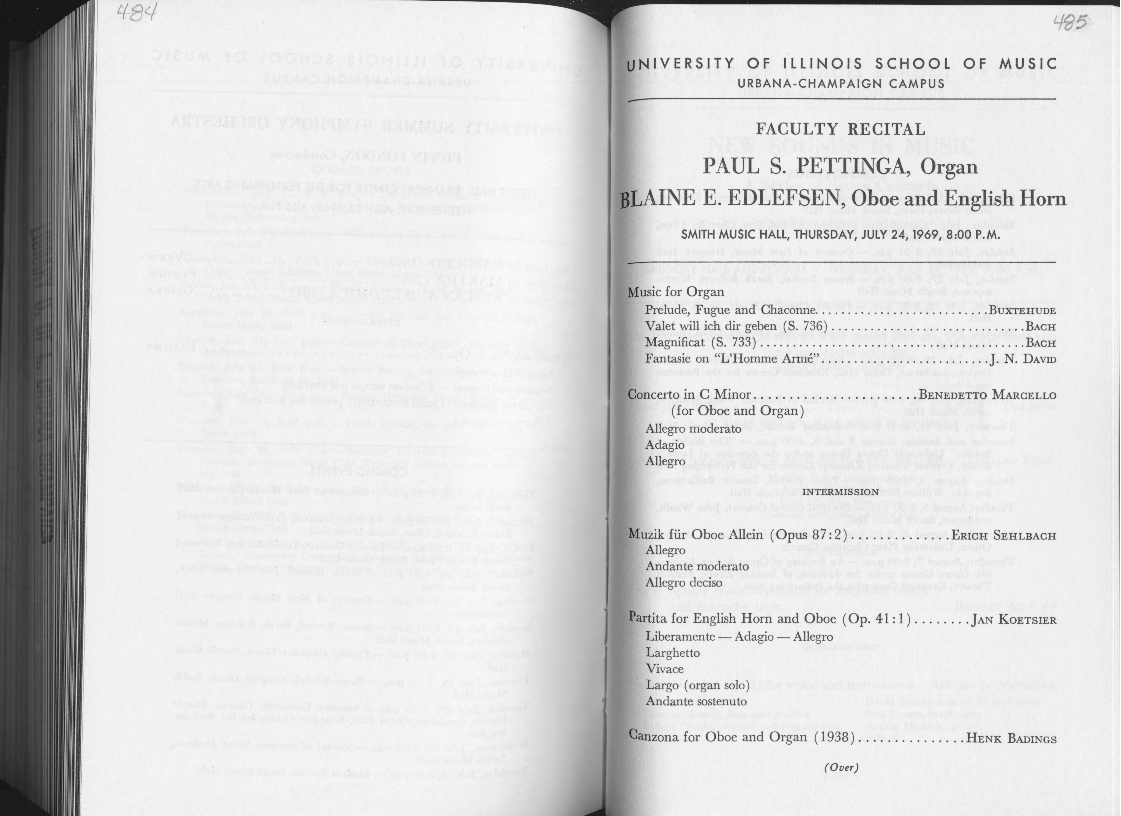 484
485
UNIVERSITY OF ILLINOIS SCHOOL OF MUSIC
URBANA-CHAMPAIGN CAMPUS
FACULTY RECITAL
PAUL S. PETTINGA, Organ
BLAINE E. EDLEFSEN, Oboe and English Horn
SMITH MUSIC HALL, THURSDAY, JULY 24, 1969, 8:00 P.M.
Music for Organ
Prelude, Fugue and Chaconne. . . . . . . . . . . . . . . . . . . . . . . . . . BUXTEHUDE
Valet will ich dir geben (S. 736) . . . . . . . . . . . . . . . . . . . . . . . . . . . . . . BACH
Magnificat (S. 733) . . . . . . . . . . . . . . . . . . . . . . . . . . . . . . . . . . . . . . . . . BACH
Fantasie on "L'Homme Armé" . . . . . . . . . . . . . . . . . . . . . . . . . . J. N. DAVID
Concerto in C Minor . . . . . . . . . . . . . . . . . . . . . . . . BENEDETTO MARCELLO
(for Oboe and Organ)
Allegro moderato
Adagio
Allegro
INTERMISSION
Muzik für Oboe Allein (Opus 87:2) . . . . . . . . . . . . . . ERICH SEHLBACH
Allegro
Andante moderato
Allegro deciso
Partita for English Horn and Oboe (Op. 41:1) . . . . . . . . JAN KOETSIER
Liberamente — Adagio — Allegro
Larghetto
Vivace
Largo (organ solo)
Andante sostenuto
Canzona for Oboe and Organ (1938) . . . . . . . . . . . . . . . HENK BADINGS
(Over)